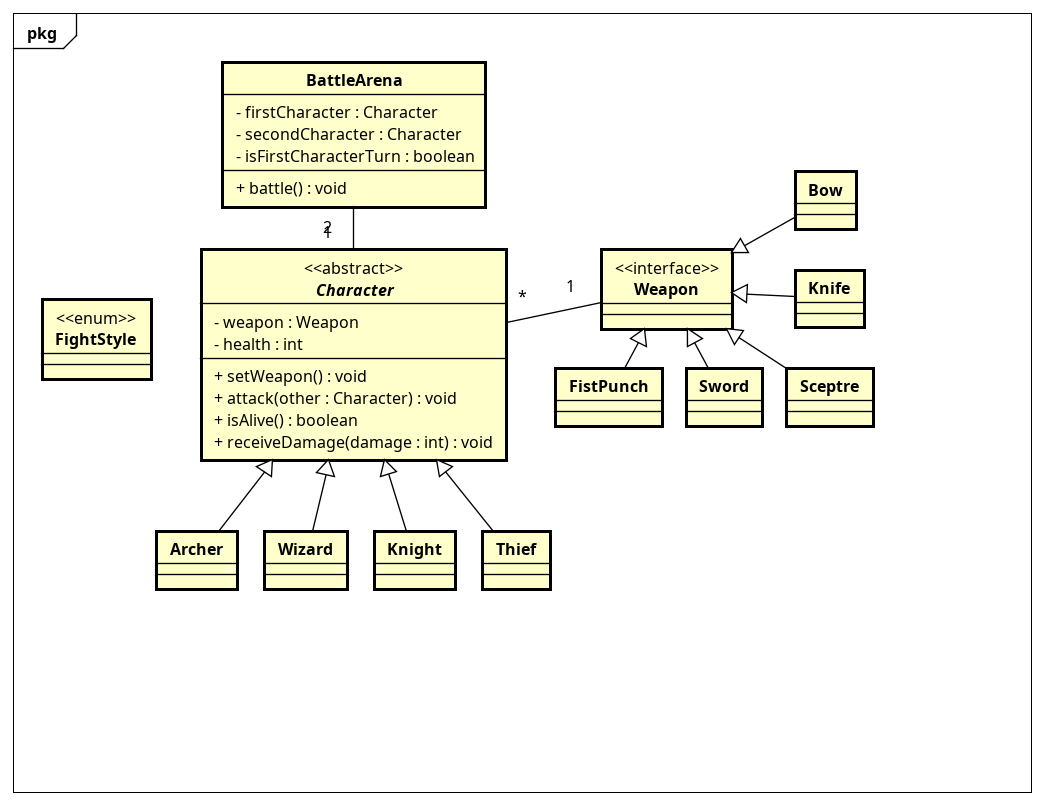 pkg
BattleArena
- firstCharacter : Character
- secondCharacter : Character
- isFirstCharacterTurn : boolean
+ battle() : void
2
1
<<abstract>>
Character
- weapon : Weapon
- health : int
+ setWeapon() : void
+ attack(other : Character) : void
+ isAlive() : boolean
+ receiveDamage(damage : int) : void
<<enum>>
FightStyle
*
1
<<interface>>
Weapon
Bow
Knife
FistPunch
Sword
Sceptre
Archer
Wizard
Knight
Thief